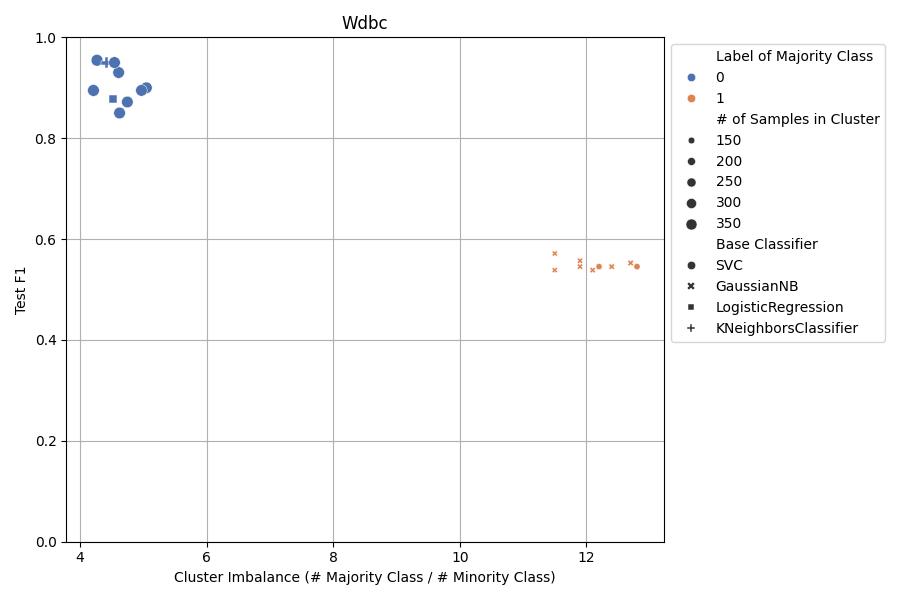 Wdbc
1.0
0.8
0.6
0.4
0.2
0.0
Test F1
4
6
8
10
12
Cluster Imbalance (# Majority Class / # Minority Class)
Label of Majority Class
0
1
# of Samples in Cluster
150
200
250
300
350
Base Classifier
SVC
GaussianNB
LogisticRegression
KNeighborsClassifier